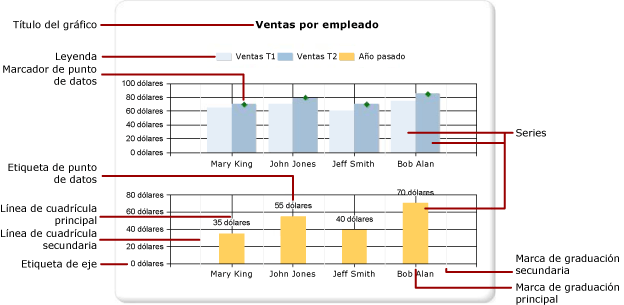 Título del gráfico
Ventas por empleado
Leyenda
Ventas T1
Ventas T2
Año pasado
Marcador de punto
de datos
100 dólares
80 dólares
60 dólares
40 dólares
20 dólares
0 dólares
Mary King
John Jones
Jeff Smith
Bob Alan
Series
Etiqueta de punto
de datos
Línea de cuadrícula
principal
Línea de cuadrícula
secundaria
Etiqueta de eje
80 dólares
60 dólares
40 dólares
20 dólares
0 dólares
35 dólares
55 dólares
40 dólares
70 dólares
Mary King
John Jones
Jeff Smith
Bob Alan
Marca de graduación
secundaria
Marca de graduación
principal